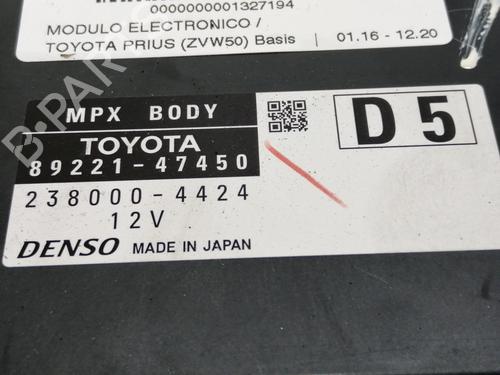 0000000001327194
MODULO ELECTRONICO /
TOYOTA PRIUS (ZVW50) Basis
01.16 - 12.20
MPX BODY
TOYOTA
89221-47450
238000-4424
12V
DENSO MADE IN JAPAN
D 5
B-PARTS